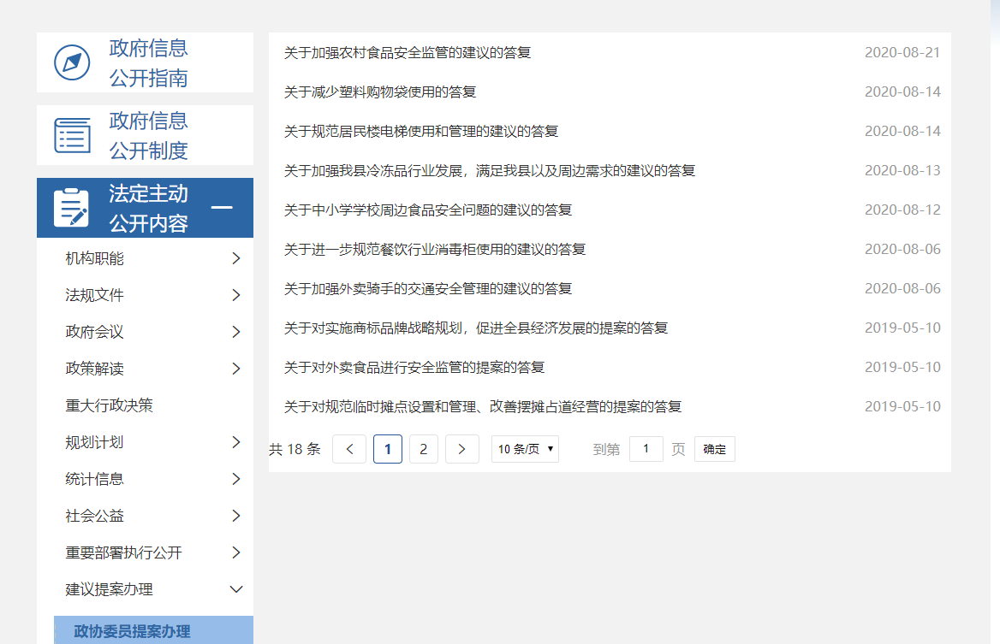 政府信息
公开指南
政府信息
公开制度
法定主动
公开内容
机构职能
法规文件
政府会议
政策解读
重大行政决策
规划计划
统计信息
社会公益
重要部署执行公开
建议提案办理
政协委员提案办理
关于加强农村食品安全监管的建议的答复 2020-08-21
关于减少塑料购物袋使用的答复 2020-08-14
关于规范居民楼电梯使用和管理的建议的答复 2020-08-14
关于加强我县冷冻品行业发展，满足我县以及周边需求的建议的答复 2020-08-13
关于中小学学校周边食品安全问题的建议的答复 2020-08-12
关于进一步规范餐饮行业消毒柜使用的建议的答复 2020-08-06
关于加强外卖骑手的交通安全管理的建议的答复 2020-08-06
关于对实施商标品牌战略规划，促进全县经济发展的提案的答复 2019-05-10
关于对外卖食品进行安全监管的提案的答复 2019-05-10
关于对规范临时摊点设置和管理、改善摆摊占道经营的提案的答复 2019-05-10
共 18 条 < 1 2 > 10 条/页 ▼ 到第 1 页 确定